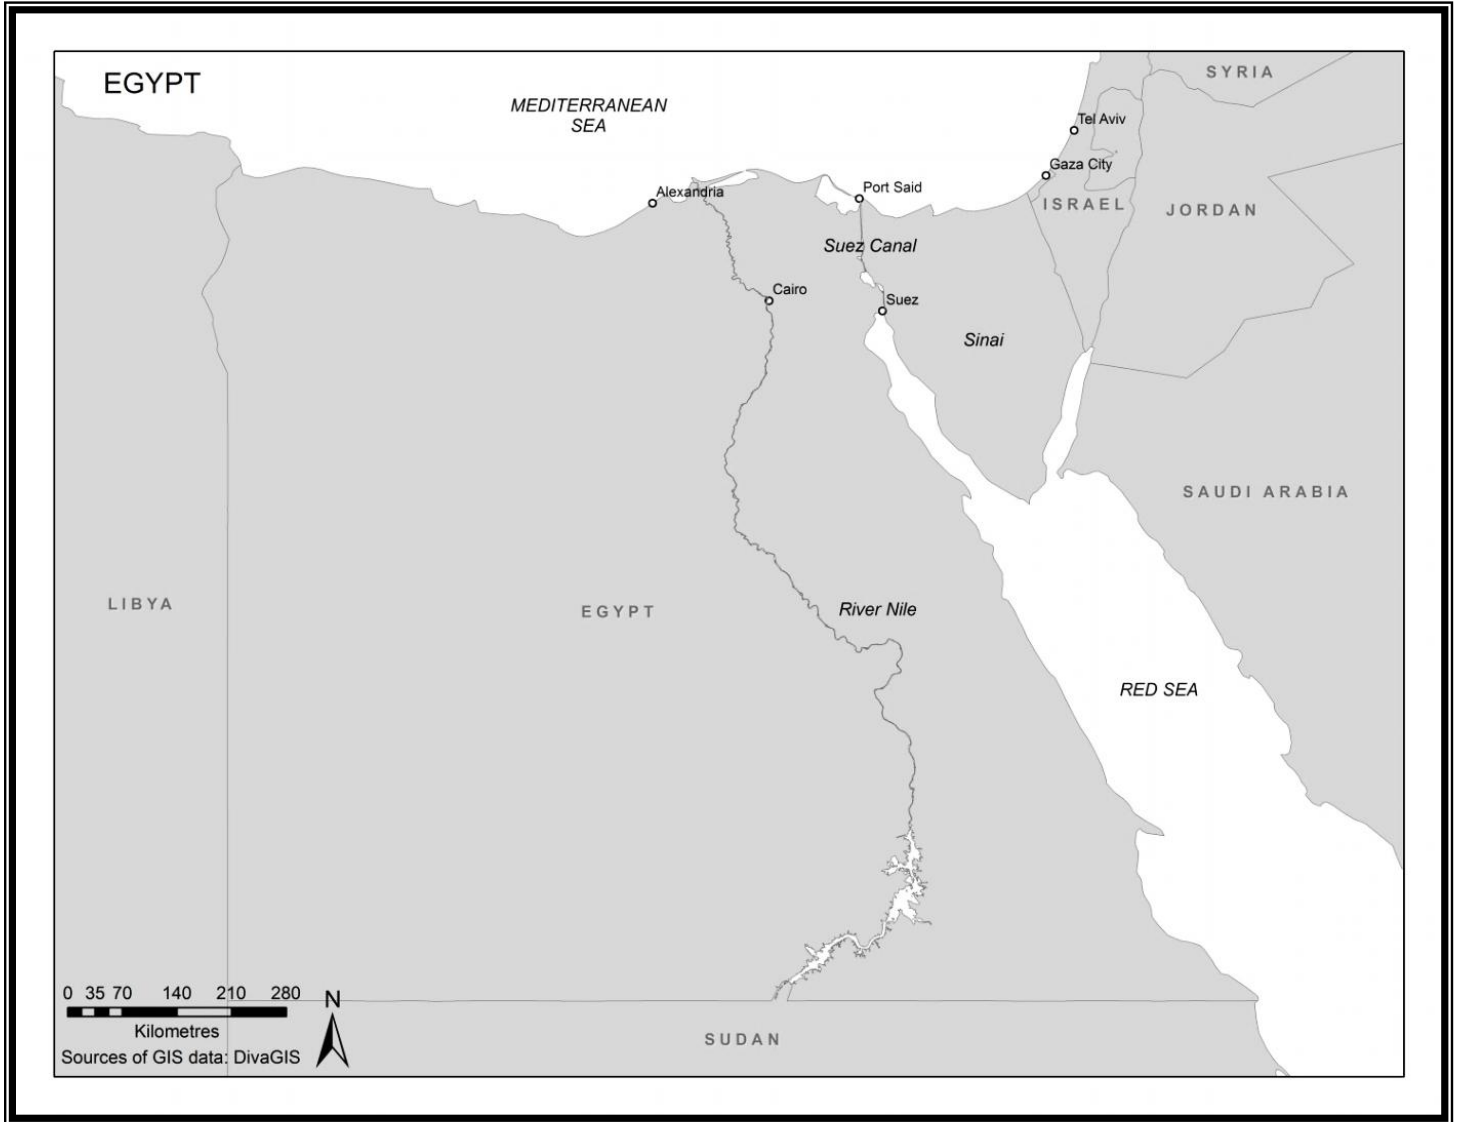 EGYPT
SYRIA
MEDITERRANEAN
SEA
Tel Aviv
Gaza City
Alexandria
Port Said
ISRAEL
JORDAN
Suez Canal
Cairo
Suez
Sinai
SAUDI ARABIA
LIBYA
EGYPT
River Nile
RED SEA
0 35 70 140 210 280
N
Kilometres
SUDAN
Sources of GIS data: DivaGIS